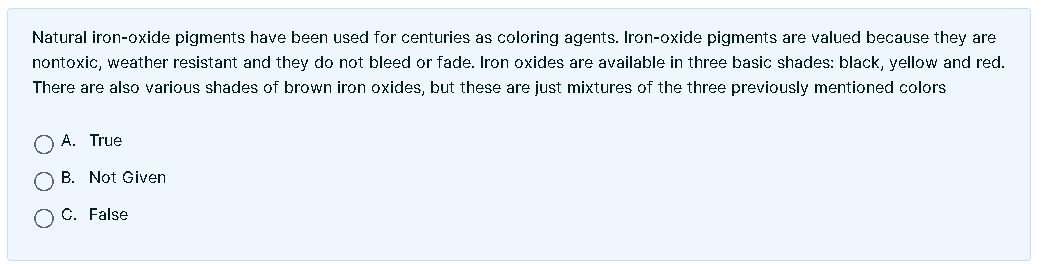 Natural iron-oxide pigments have been used for centuries as coloring agents. Iron-oxide pigments are valued because they are
nontoxic, weather resistant and they do not bleed or fade. Iron oxides are available in three basic shades: black, yellow and red.
There are also various shades of brown iron oxides, but these are just mixtures of the three previously mentioned colors
A. True
B. Not Given
C. False